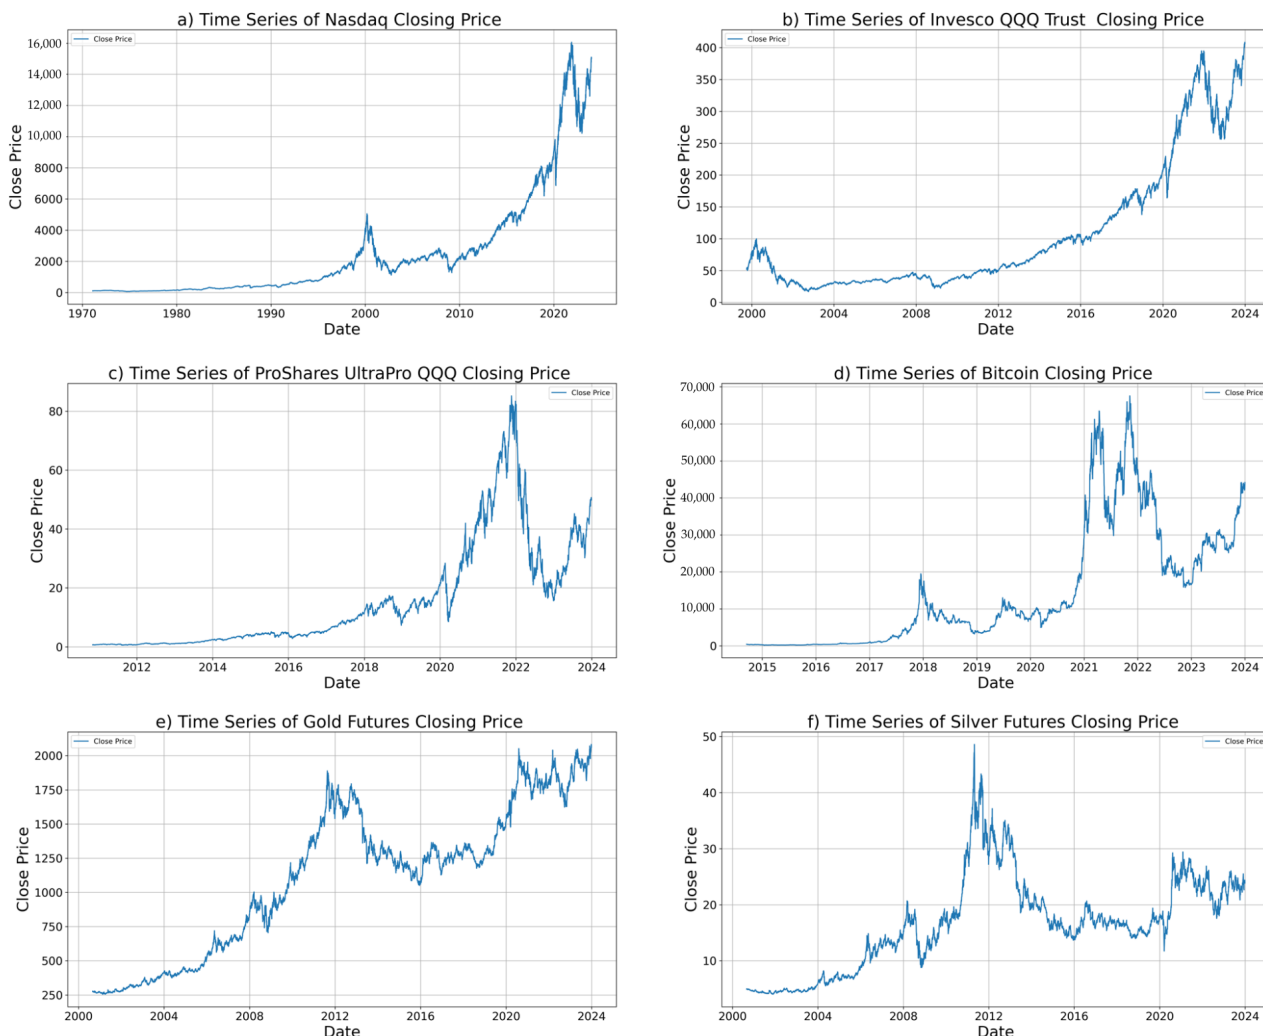 a) Time Series of Nasdaq Closing Price
Close Price
16,000
14,000
12,000
10,000
8000
6000
4000
2000
0
Close Price
1970 1980 1990 2000 2010 2020
Date
b) Time Series of Invesco QQQ Trust  Closing Price
Close Price
400
350
300
250
200
150
100
50
0
Close Price
2000 2004 2008 2012 2016 2020 2024
Date
c) Time Series of ProShares UltraPro QQQ Closing Price
Close Price
80
60
40
20
0
Close Price
2012 2014 2016 2018 2020 2022 2024
Date
d) Time Series of Bitcoin Closing Price
Close Price
70,000
60,000
50,000
40,000
30,000
20,000
10,000
0
Close Price
2015 2016 2017 2018 2019 2020 2021 2022 2023 2024
Date
e) Time Series of Gold Futures Closing Price
Close Price
2000
1750
1500
1250
1000
750
500
250
Close Price
2000 2004 2008 2012 2016 2020 2024
Date
f) Time Series of Silver Futures Closing Price
Close Price
50
40
30
20
10
Close Price
2000 2004 2008 2012 2016 2020 2024
Date